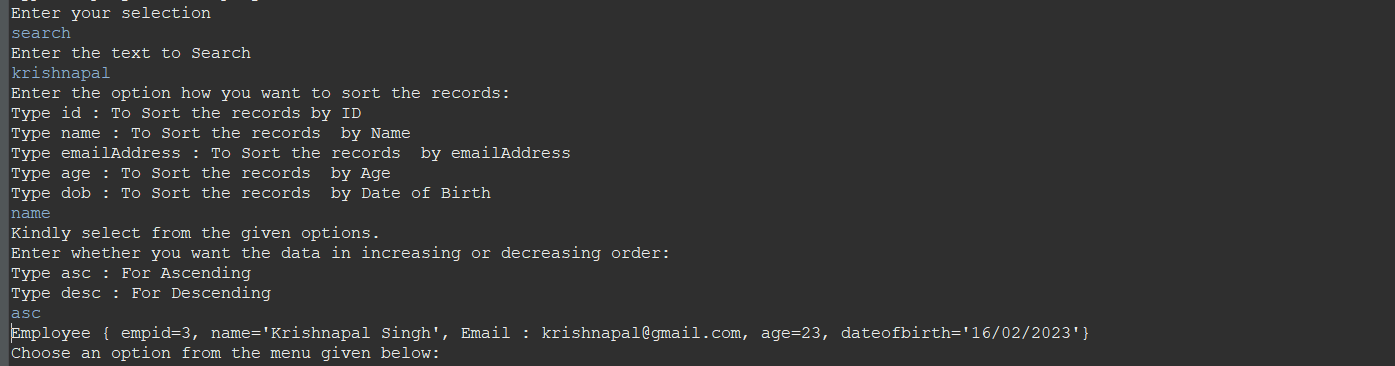 Enter your selection
search
Enter the text to Search
krishnapal
Enter the option how you want to sort the records:
Type id : To Sort the records by ID
Type name : To Sort the records  by Name
Type emailAddress : To Sort the records  by emailAddress
Type age : To Sort the records  by Age
Type dob : To Sort the records  by Date of Birth
name
Kindly select from the given options.
Enter whether you want the data in increasing or decreasing order:
Type asc : For Ascending
Type desc : For Descending
asc
Employee { empid=3, name='Krishnapal Singh', Email : krishnapal@gmail.com, age=23, dateofbirth='16/02/2023'}
Choose an option from the menu given below: